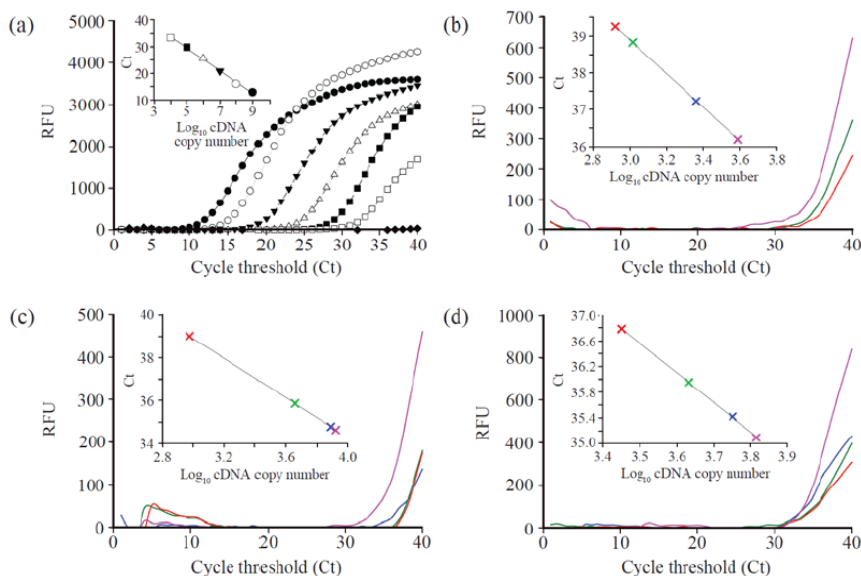 (a)
5000
4000
3000
2000
1000
0
RFU
0 5 10 15 20 25 30 35 40
Cycle threshold (Ct)
50
40
30
20
10
Ct
3 5 7 9
Log₁₀ cDNA
copy number
(b)
700
600
500
400
300
200
100
0
RFU
0 10 20 30 40
Cycle threshold (Ct)
39
37
36
Ct
2.8 3.0 3.4 3.6 3.8
Log₁₀ cDNA copy number
(c)
500
400
300
200
100
0
RFU
0 10 20 30 40
Cycle threshold (Ct)
40
38
36
34
Ct
2.8 3.2 3.6 4.0
Log₁₀ cDNA copy number
(d)
1000
800
600
400
200
0
RFU
0 10 20 30 40
Cycle threshold (Ct)
37.0
36.6
36.2
35.8
35.4
35.0
Ct
3.4 3.5 3.6 3.7 3.8 3.9
Log₁₀ cDNA copy number